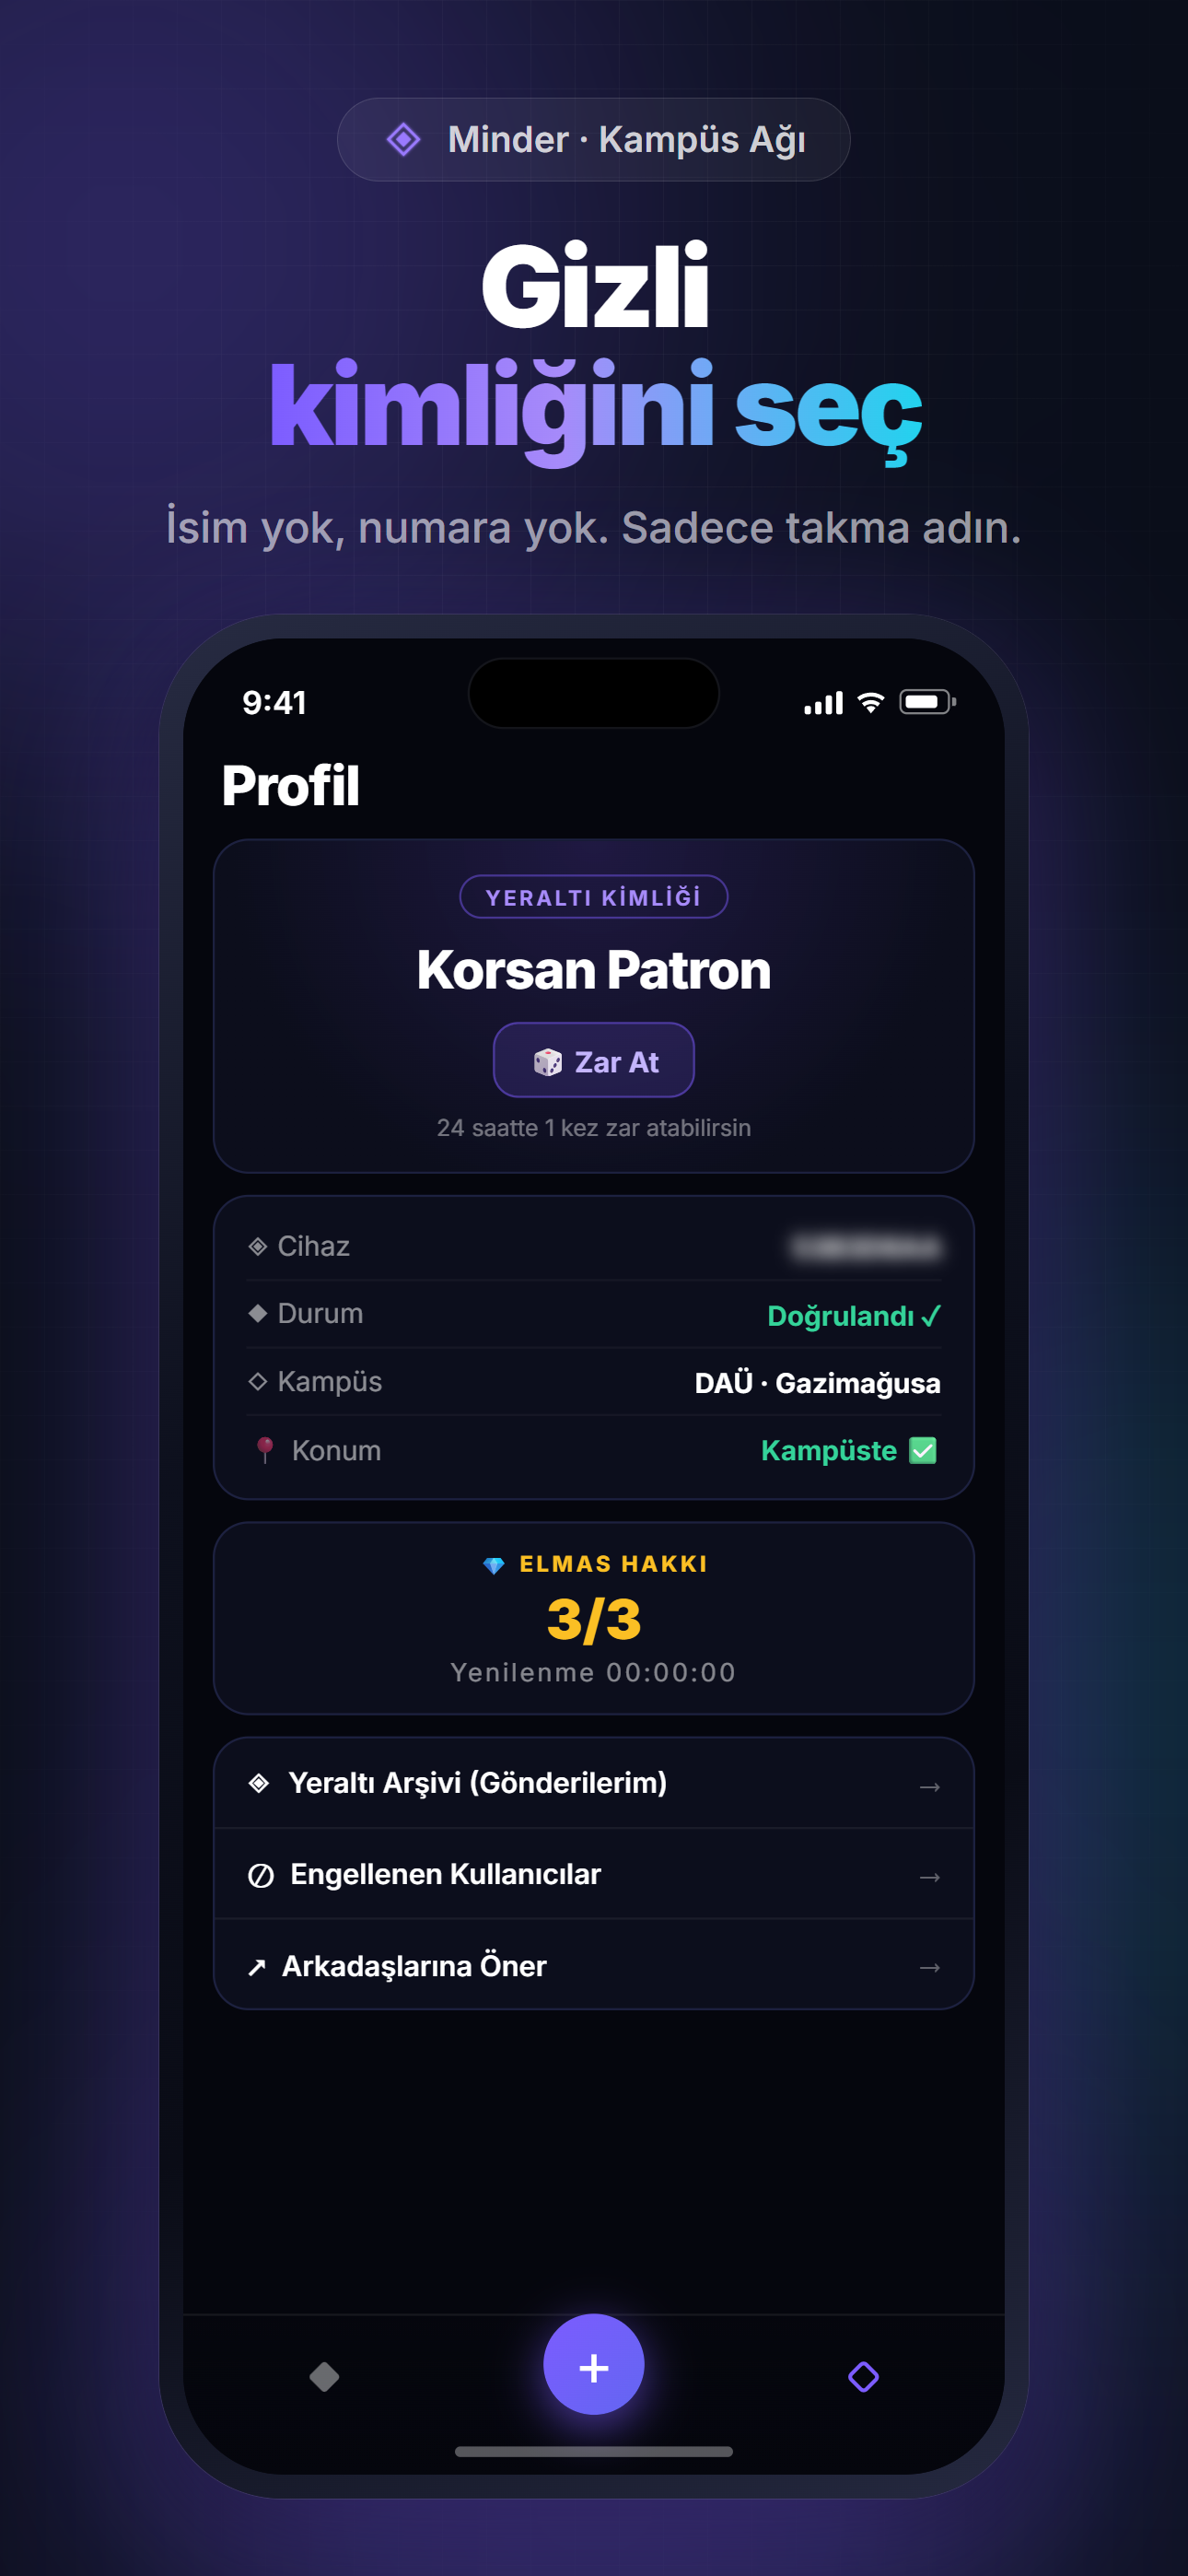 Minder · Kampüs Ağı
Gizli
kimliğini seç
İsim yok, numara yok. Sadece takma adın.
9:41
Profil
YERALTI KİMLİĞİ
Korsan Patron
🎲 Zar At
24 saatte 1 kez zar atabilirsin
Cihaz
Durum Doğrulandı ✓
Kampüs DAÜ · Gazimağusa
📍 Konum Kampüste ✅
💎 ELMAS HAKKI
3/3
Yenilenme 00:00:00
Yeraltı Arşivi (Gönderilerim) →
Engellenen Kullanıcılar →
↗ Arkadaşlarına Öner →
+